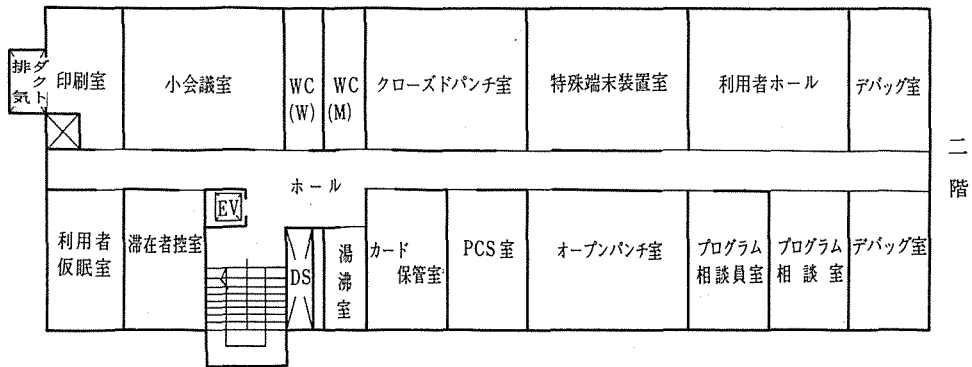 排気ダクト
印刷室
小会議室
WC
(W)
WC
(M)
クローズドパンチ室
特殊端末装置室
利用者ホール
デバッグ室
二階
ホール
EV
利用者
仮眠室
滞在者控室
DS
湯沸室
カード
保管室
PCS室
オープンパンチ室
プログラム
相談員室
プログラム
相談室
デバッグ室